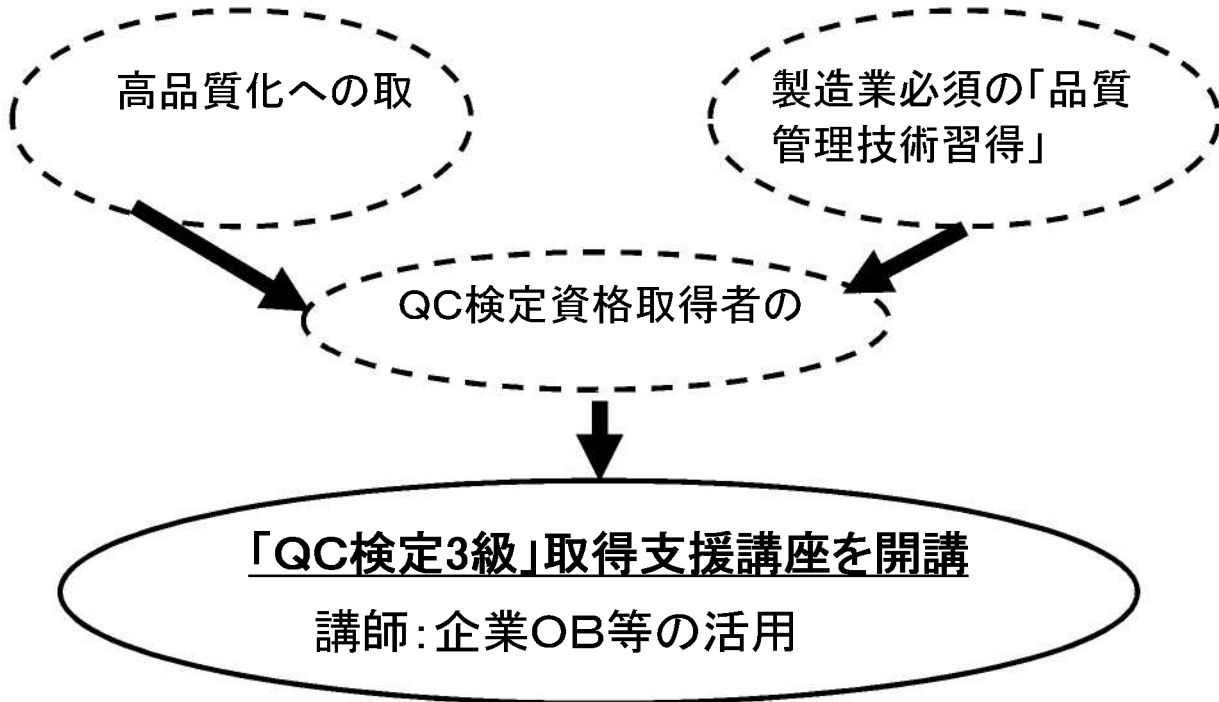 高品質化への取
製造業必須の「品質
管理技術習得」
QC検定資格取得者の
「QC検定3級」取得支援講座を開講
講師：企業OB等の活用